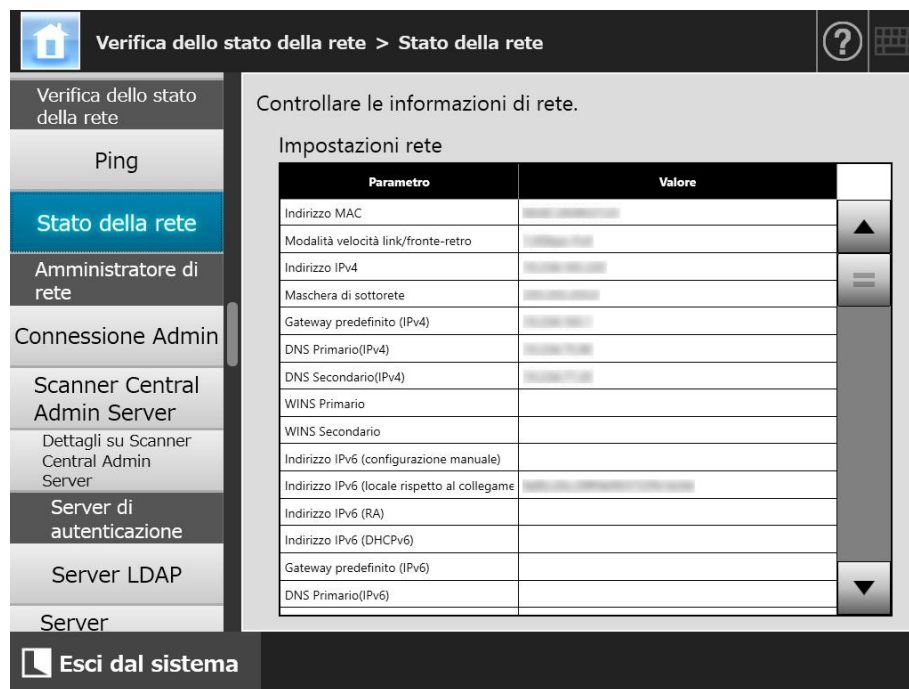 Verifica dello stato della rete > Stato della rete
?
Verifica dello stato
della rete
Ping
Stato della rete
Amministratore di
rete
Connessione Admin
Scanner Central
Admin Server
Dettagli su Scanner
Central Admin
Server
Server di
autenticazione
Server LDAP
Server
Esci dal sistema
Controllare le informazioni di rete.
Impostazioni rete
Parametro Valore
Indirizzo MAC
Modalità velocità link/fronte-retro
Indirizzo IPv4
Maschera di sottorete
Gateway predefinito (IPv4)
DNS Primario(IPv4)
DNS Secondario(IPv4)
WINS Primario
WINS Secondario
Indirizzo IPv6 (configurazione manuale)
Indirizzo IPv6 (locale rispetto al collegame
Indirizzo IPv6 (RA)
Indirizzo IPv6 (DHCPv6)
Gateway predefinito (IPv6)
DNS Primario(IPv6)